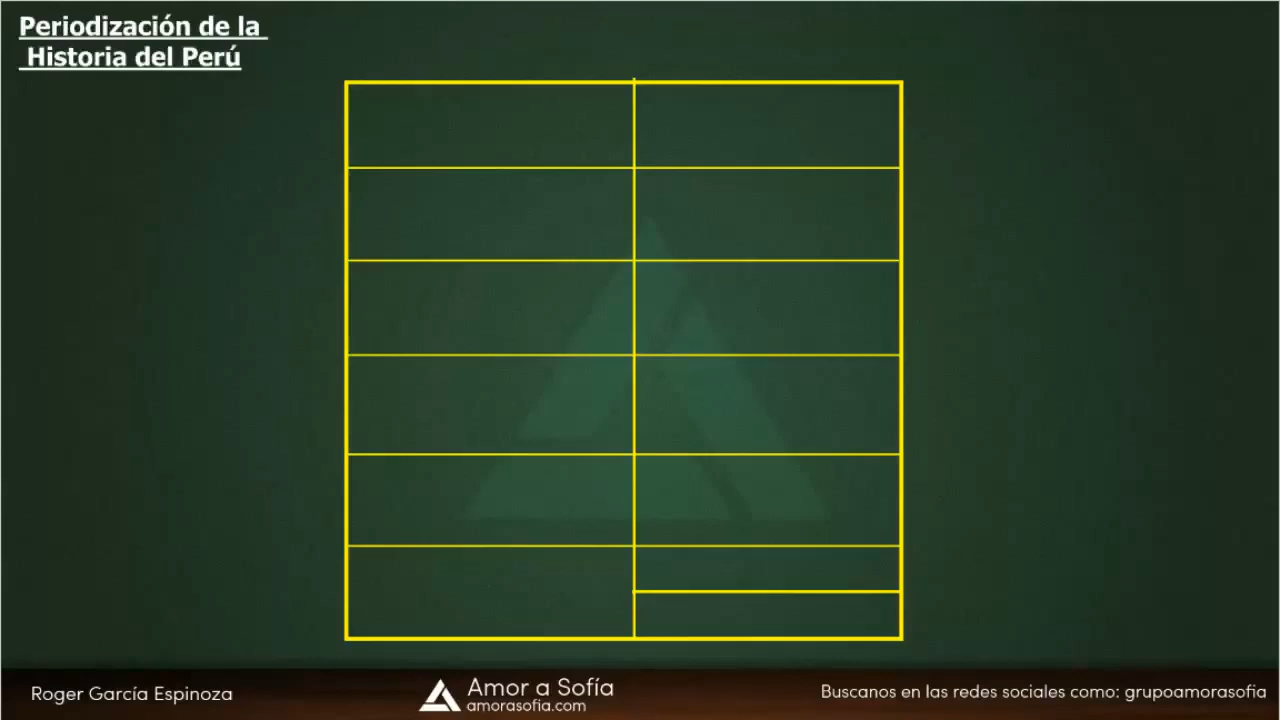 Periodización de la
Historia del Perú
Roger García Espinoza
Amor a Sofía
amorasofia.com
Buscanos en las redes sociales como: grupoamorasofia